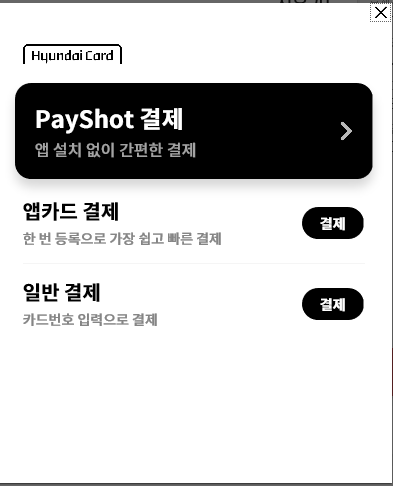 Hyundai Card
PayShot 결제
앱 설치 없이 간편한 결제
앱카드 결제
한 번 등록으로 가장 쉽고 빠른 결제
결제
일반 결제
카드번호 입력으로 결제
결제